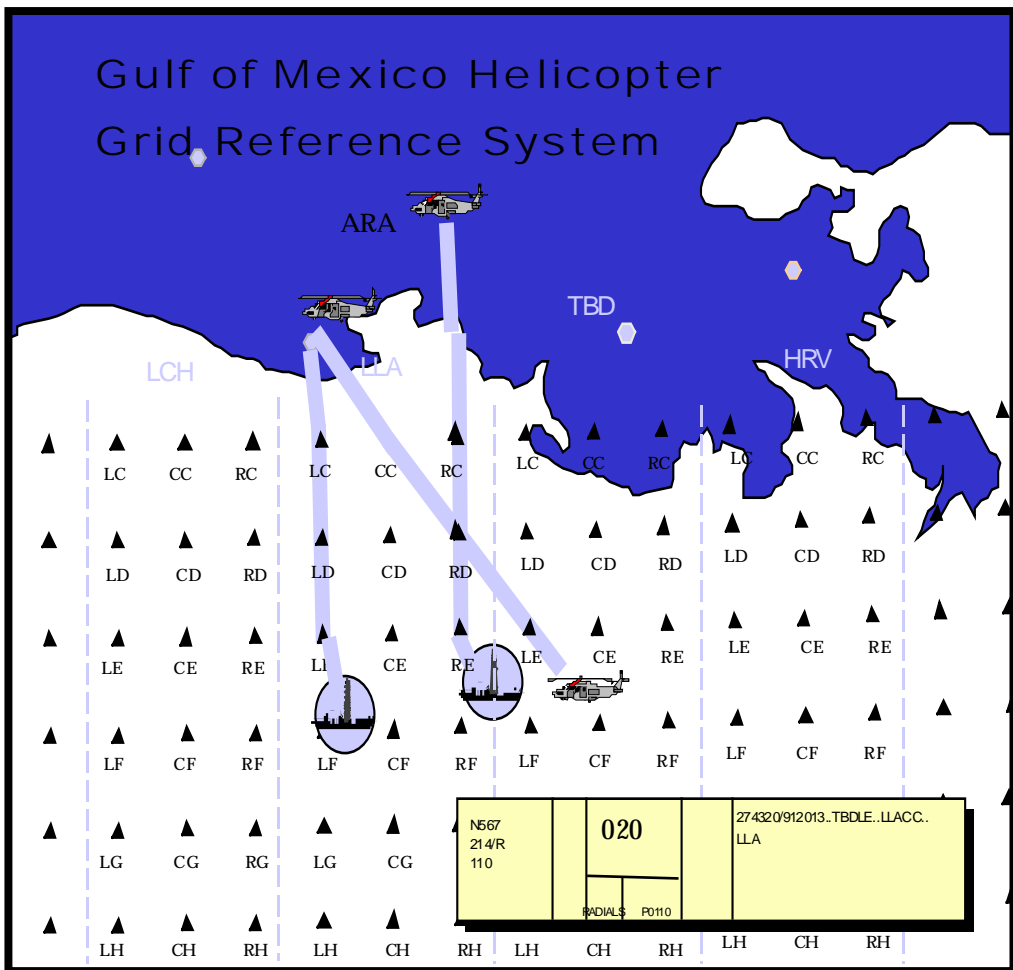 Gulf of Mexico Helicopter
Grid Reference System
ARA
TBD
LCH LLA HRV
LC CC RC LC CC RC LC CC RC LC CC RC
LD CD RD LD CD RD LD CD RD LD CD RD
LE CE RE LE CE RE LE CE RE LE CE RE
LF CF RF LF CF RF LF CF RF LF CF RF
LG CG RG LG CG
N567
214/R
110
020
RADIALS P0110
274320/912013..TBDLE..LLACC..
LLA
LH CH RH LH CH RH LH CH RH LH CH RH